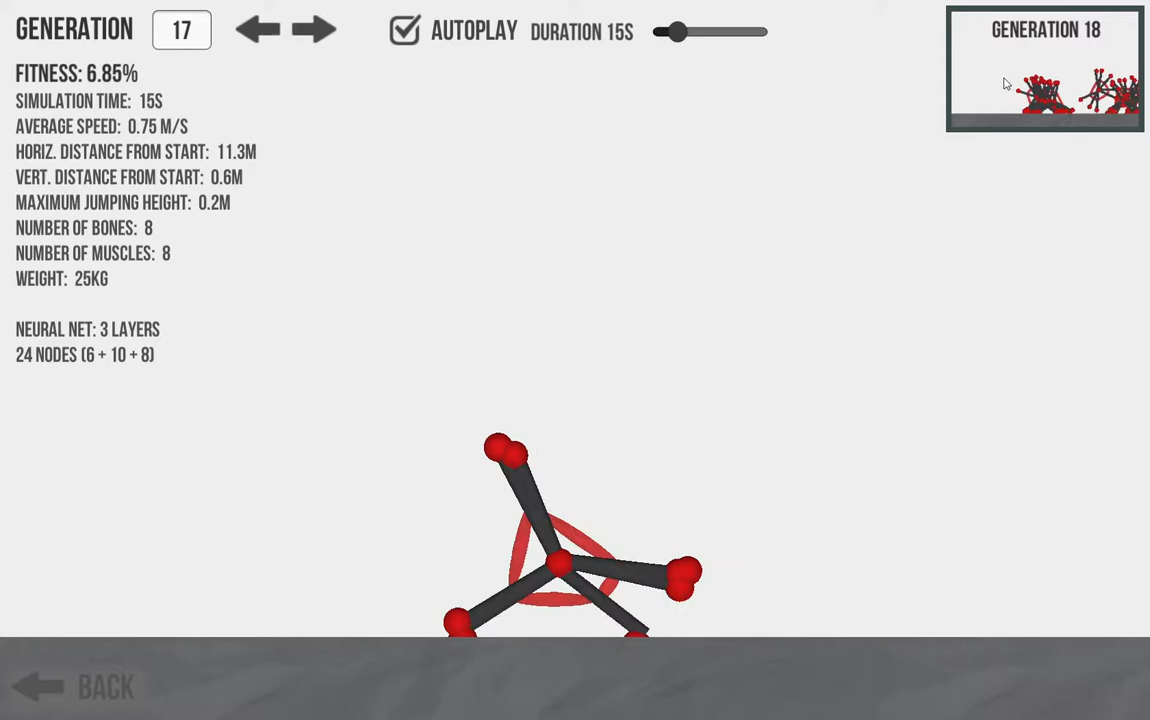 GENERATION 17
AUTOPLAY DURATION 15S
GENERATION 18
FITNESS: 6.85%
SIMULATION TIME: 15S
AVERAGE SPEED: 0.75 M/S
HORIZ. DISTANCE FROM START: 11.3M
VERT. DISTANCE FROM START: 0.6M
MAXIMUM JUMPING HEIGHT: 0.2M
NUMBER OF BONES: 8
NUMBER OF MUSCLES: 8
WEIGHT: 25KG
NEURAL NET: 3 LAYERS
24 NODES (6 + 10 + 8)
BACK